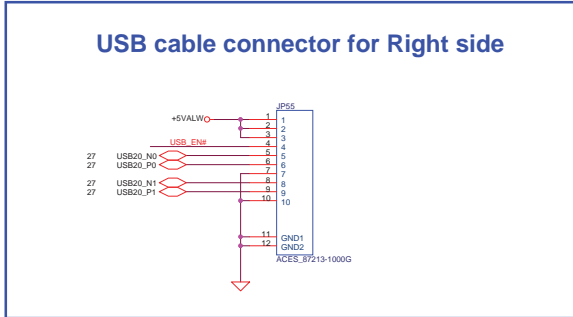 USB cable connector for Right side
JP55
+5VALW 1 1
2 2
3 3
USB_EN# 4 4
27 USB20_N0 5 5
27 USB20_P0 6 6
7 7
27 USB20_N1 8 8
27 USB20_P1 9 9
10 10
11 GND1
12 GND2
ACES_87213-1000G